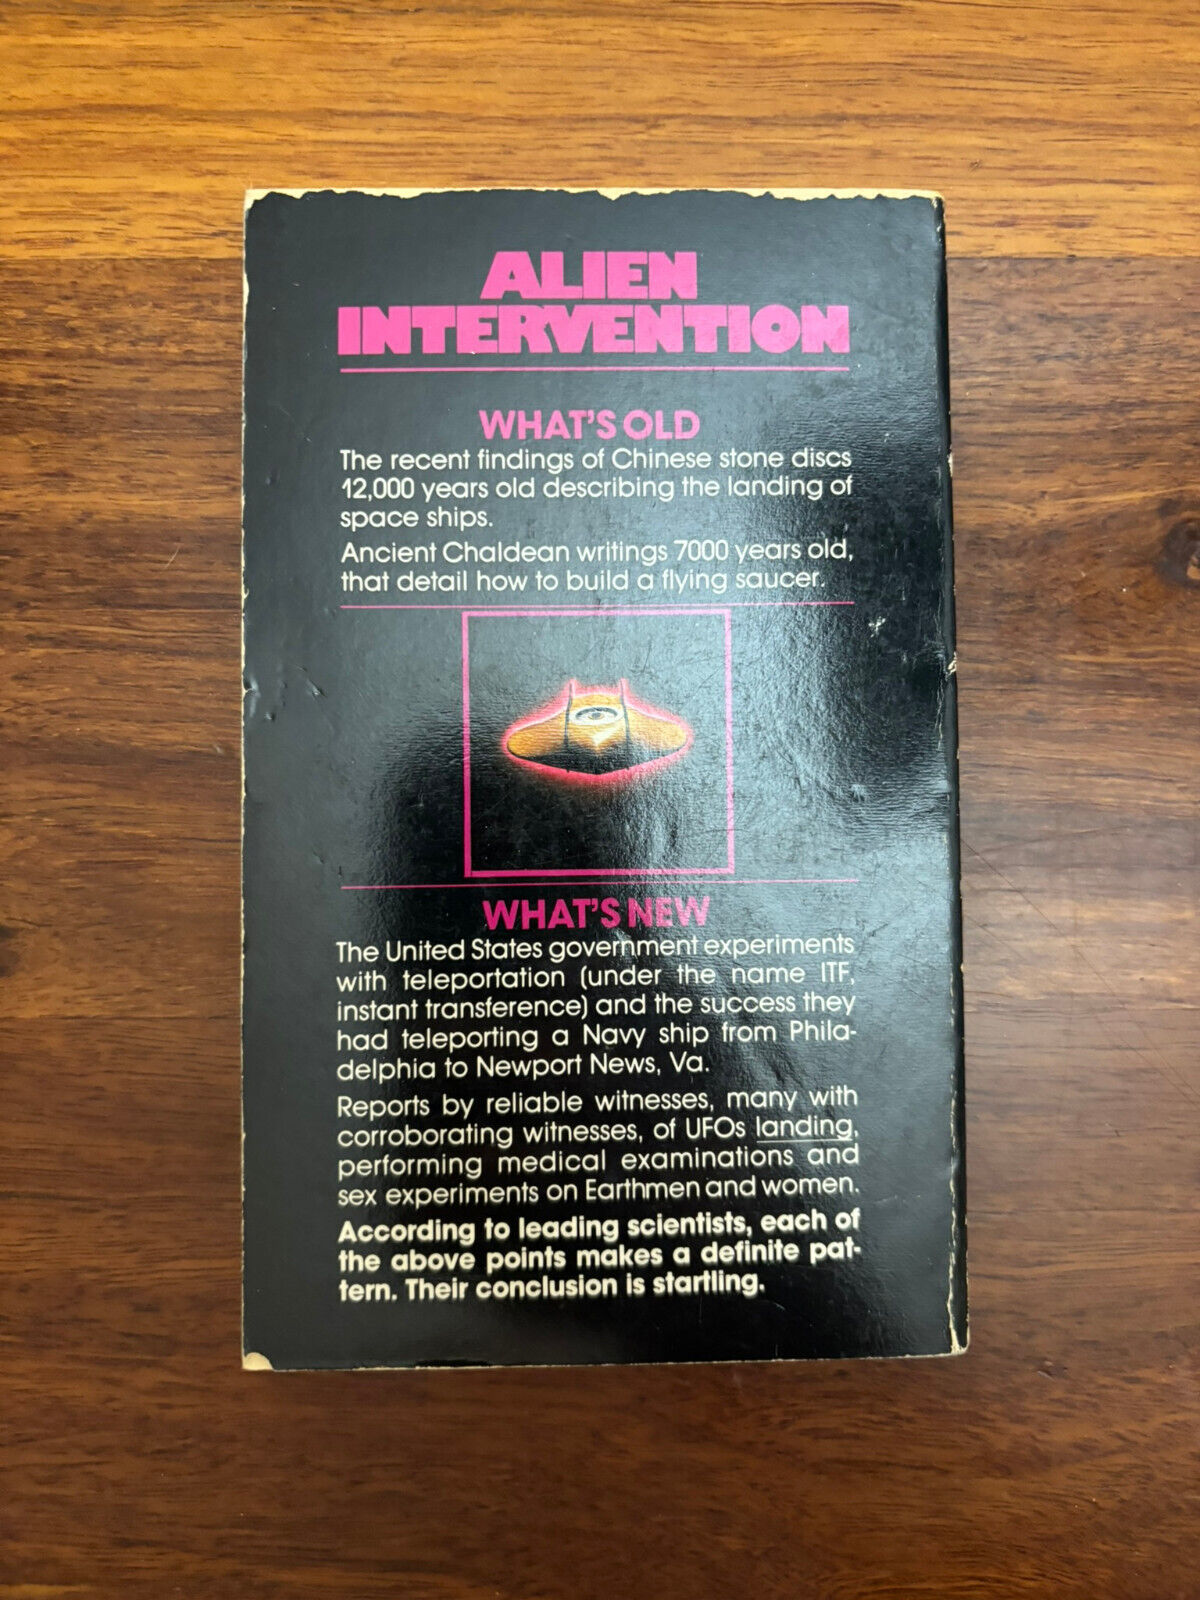 ALIEN
INTERVENTION
WHAT'S OLD
The recent findings of Chinese stone discs
12,000 years old describing the landing of
space ships.
Ancient Chaldean writings 7000 years old,
that detail how to build a flying saucer.
WHAT'S NEW
The United States government experiments
with teleportation (under the name ITF,
instant transference) and the success they
had teleporting a Navy ship from Phila-
delphia to Newport News, Va.
Reports by reliable witnesses, many with
corroborating witnesses, of UFOs landing,
performing medical examinations and
sex experiments on Earthmen and women.
According to leading scientists, each of
the above points makes a definite pat-
tern. Their conclusion is startling.